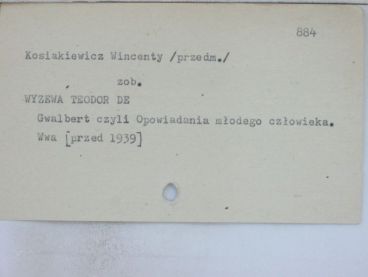 884
Kosiakiewicz Wincenty /przedm./
zob.
WYZEWA TEODOR DE
Gwalbert czyli Opowiadania młodego człowieka.
Wwa [przed 1939]